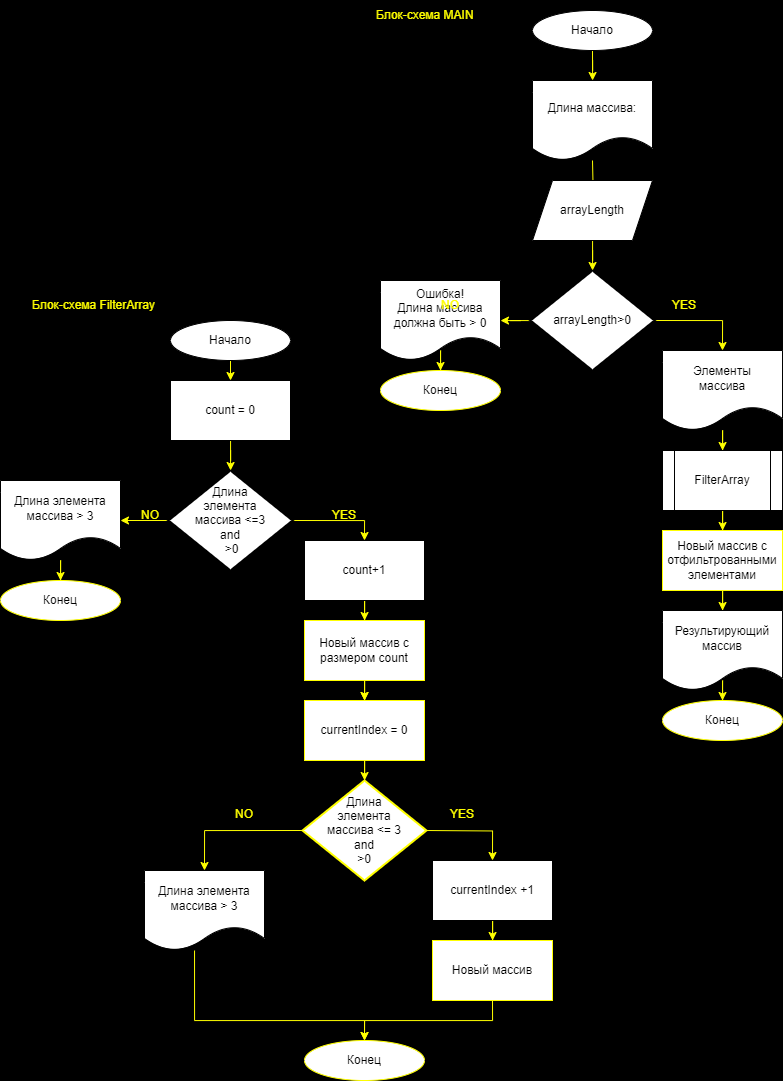 Блок-схема MAIN
Начало
Длина массива:
arrayLength
arrayLength>0
YES
NO
Ошибка!
Длина массива
должна быть > 0
Конец
Элементы
массива
FilterArray
Новый массив с
отфильтрованными
элементами
Результирующий
массив
Конец
Блок-схема FilterArray
Начало
count = 0
Длина
элемента
массива <=3
and
>0
NO
YES
Длина элемента
массива > 3
Конец
count+1
Новый массив с
размером count
currentIndex = 0
Длина
элемента
массива <= 3
and
>0
NO
YES
Длина элемента
массива > 3
currentIndex +1
Новый массив
Конец